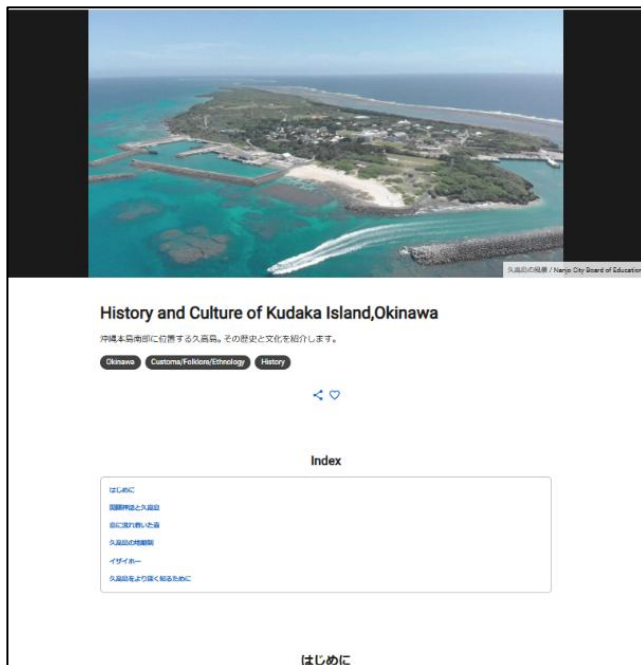 久高島の風景 / Nanjo City Board of Education
History and Culture of Kudaka Island,Okinawa
沖縄本島南部に位置する久高島。その歴史と文化を紹介します。
Okinawa Customs/Folklore/Ethnology History
Index
はじめに
国開神話と久高島
島に流れ着いた壺
久高島の地割制
イザイホー
久高島をより深く知るために
はじめに